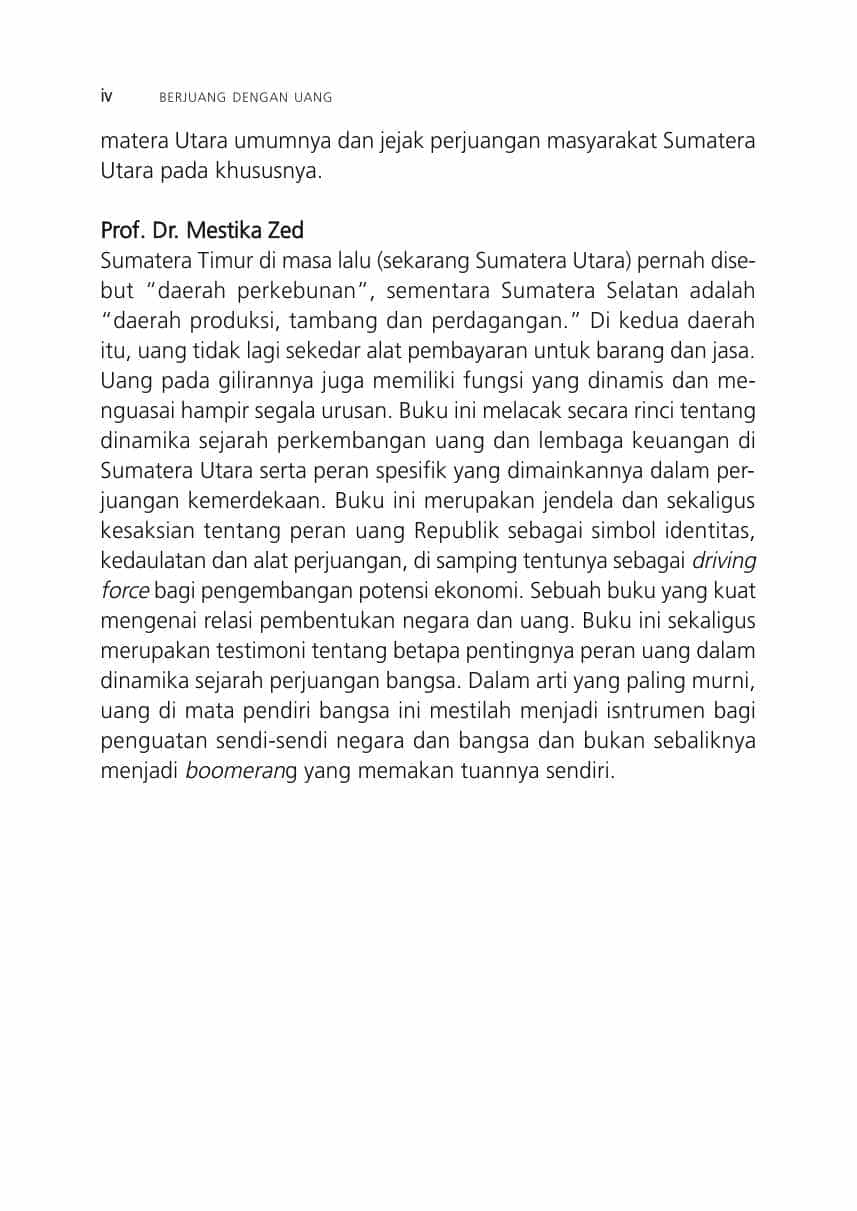 iv BERJUANG DENGAN UANG
matera Utara umumnya dan jejak perjuangan masyarakat Sumatera
Utara pada khususnya.
Prof. Dr. Mestika Zed
Sumatera Timur di masa lalu (sekarang Sumatera Utara) pernah dise-
but “daerah perkebunan”, sementara Sumatera Selatan adalah
“daerah produksi, tambang dan perdagangan.” Di kedua daerah
itu, uang tidak lagi sekedar alat pembayaran untuk barang dan jasa.
Uang pada gilirannya juga memiliki fungsi yang dinamis dan me-
nguasai hampir segala urusan. Buku ini melacak secara rinci tentang
dinamika sejarah perkembangan uang dan lembaga keuangan di
Sumatera Utara serta peran spesifik yang dimainkannya dalam per-
juangan kemerdekaan. Buku ini merupakan jendela dan sekaligus
kesaksian tentang peran uang Republik sebagai simbol identitas,
kedaulatan dan alat perjuangan, di samping tentunya sebagai driving
force bagi pengembangan potensi ekonomi. Sebuah buku yang kuat
mengenai relasi pembentukan negara dan uang. Buku ini sekaligus
merupakan testimoni tentang betapa pentingnya peran uang dalam
dinamika sejarah perjuangan bangsa. Dalam arti yang paling murni,
uang di mata pendiri bangsa ini mestilah menjadi isntrumen bagi
penguatan sendi-sendi negara dan bangsa dan bukan sebaliknya
menjadi boomerang yang memakan tuannya sendiri.